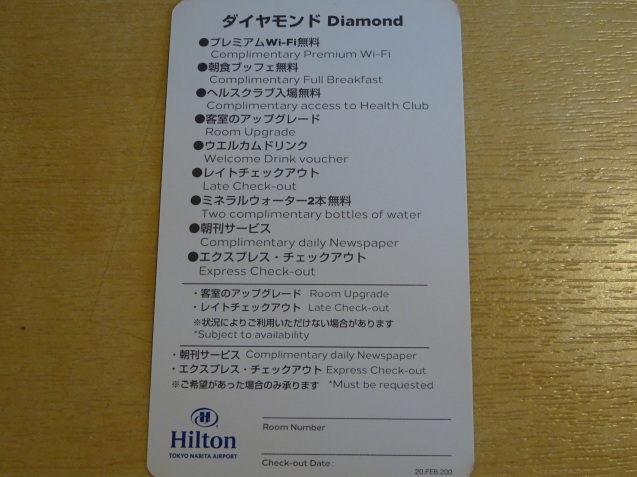 ダイヤモンド Diamond
●プレミアムWi-Fi無料
Complimentary Premium Wi-Fi
●朝食ブッフェ無料
Complimentary Full Breakfast
●ヘルスクラブ入場無料
Complimentary access to Health Club
●客室のアップグレード
Room Upgrade
●ウエルカムドリンク
Welcome Drink voucher
●レイトチェックアウト
Late Check-out
●ミネラルウォーター2本無料
Two complimentary bottles of water
●朝刊サービス
Complimentary daily Newspaper
●エクスプレス・チェックアウト
Express Check-out
・客室のアップグレード Room Upgrade
・レイトチェックアウト Late Check-out
※状況によりご利用いただけない場合があります
*Subject to availability
・朝刊サービス Complimentary daily Newspaper
・エクスプレス・チェックアウト Express Check-out
※ご希望があった場合のみ承ります *Must be requested
H
Hilton
TOKYO NARITA AIRPORT
Room Number
Check-out Date :
20.FEB.200